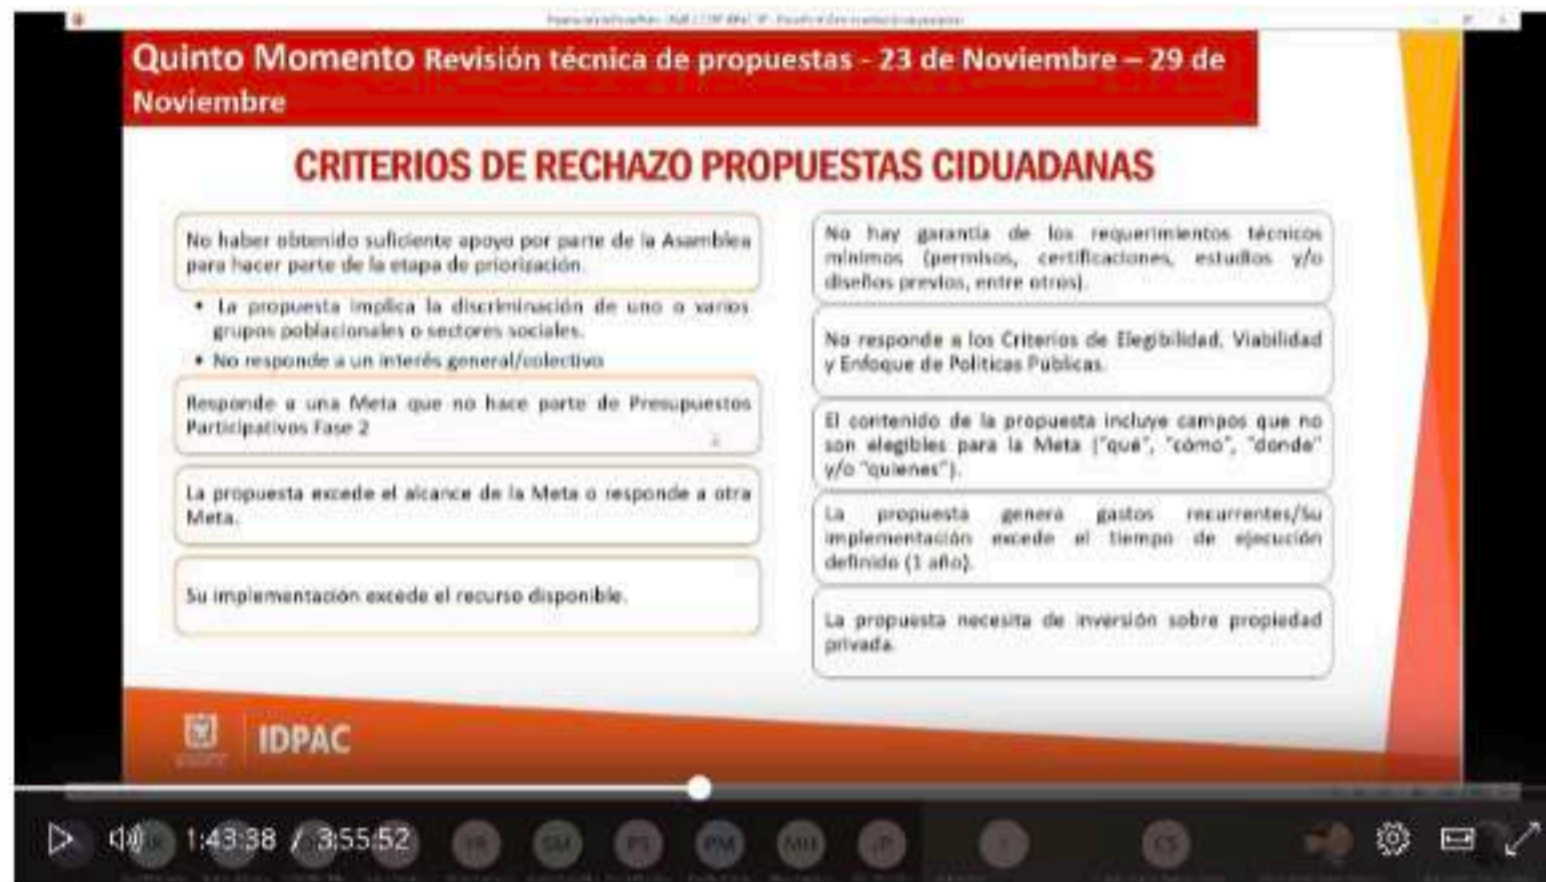 Quinto Momento Revisión técnica de propuestas - 23 de Noviembre – 29 de
Noviembre
CRITERIOS DE RECHAZO PROPUESTAS CIDUADANAS
No haber obtenido suficiente apoyo por parte de la Asamblea
para hacer parte de la etapa de priorización.
• La propuesta implica la discriminación de uno o varios
grupos poblacionales o sectores sociales.
• No responde a un interés general/colectivo
Responde a una Meta que no hace parte de Presupuestos
Participativos Fase 2
La propuesta excede el alcance de la Meta o responde a otra
Meta.
Su implementación excede el recurso disponible.
No hay garantía de los requerimientos técnicos
mínimos (permisos, certificaciones, estudios y/o
diseños previos, entre otros).
No responde a los Criterios de Elegibilidad, Viabilidad
y Enfoque de Políticas Públicas.
El contenido de la propuesta incluye campos que no
son elegibles para la Meta ("qué", "cómo", "donde"
y/o "quienes").
La propuesta genera gastos recurrentes/Su
implementación excede el tiempo de ejecución
definido (1 año).
La propuesta necesita de inversión sobre propiedad
privada.
IDPAC
1:43:38 / 3:55:52
YR SM PS PM MH JP CS